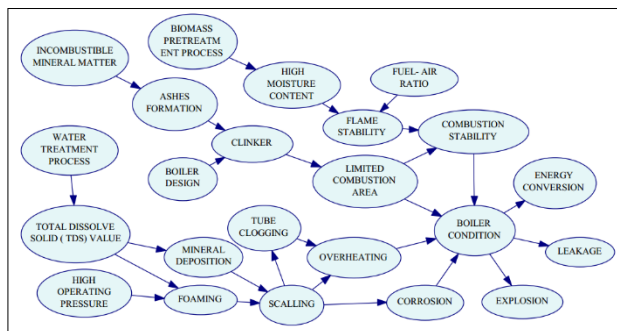 BIOMASS
PRETREATM
ENT PROCESS
INCOMBUSTIBLE
MINERAL MATTER
HIGH
MOISTURE
CONTENT
FUEL- AIR
RATIO
ASHES
FORMATION
FLAME
STABILITY
COMBUSTION
STABILITY
WATER
TREATMENT
PROCESS
CLINKER
BOILER
DESIGN
LIMITED
COMBUSTION
AREA
ENERGY
CONVERSION
TOTAL DISSOLVE
SOLID ( TDS) VALUE
TUBE
CLOGGING
BOILER
CONDITION
MINERAL
DEPOSITION
OVERHEATING
LEAKAGE
HIGH
OPERATING
PRESSURE
FOAMING
SCALLING
CORROSION
EXPLOSION